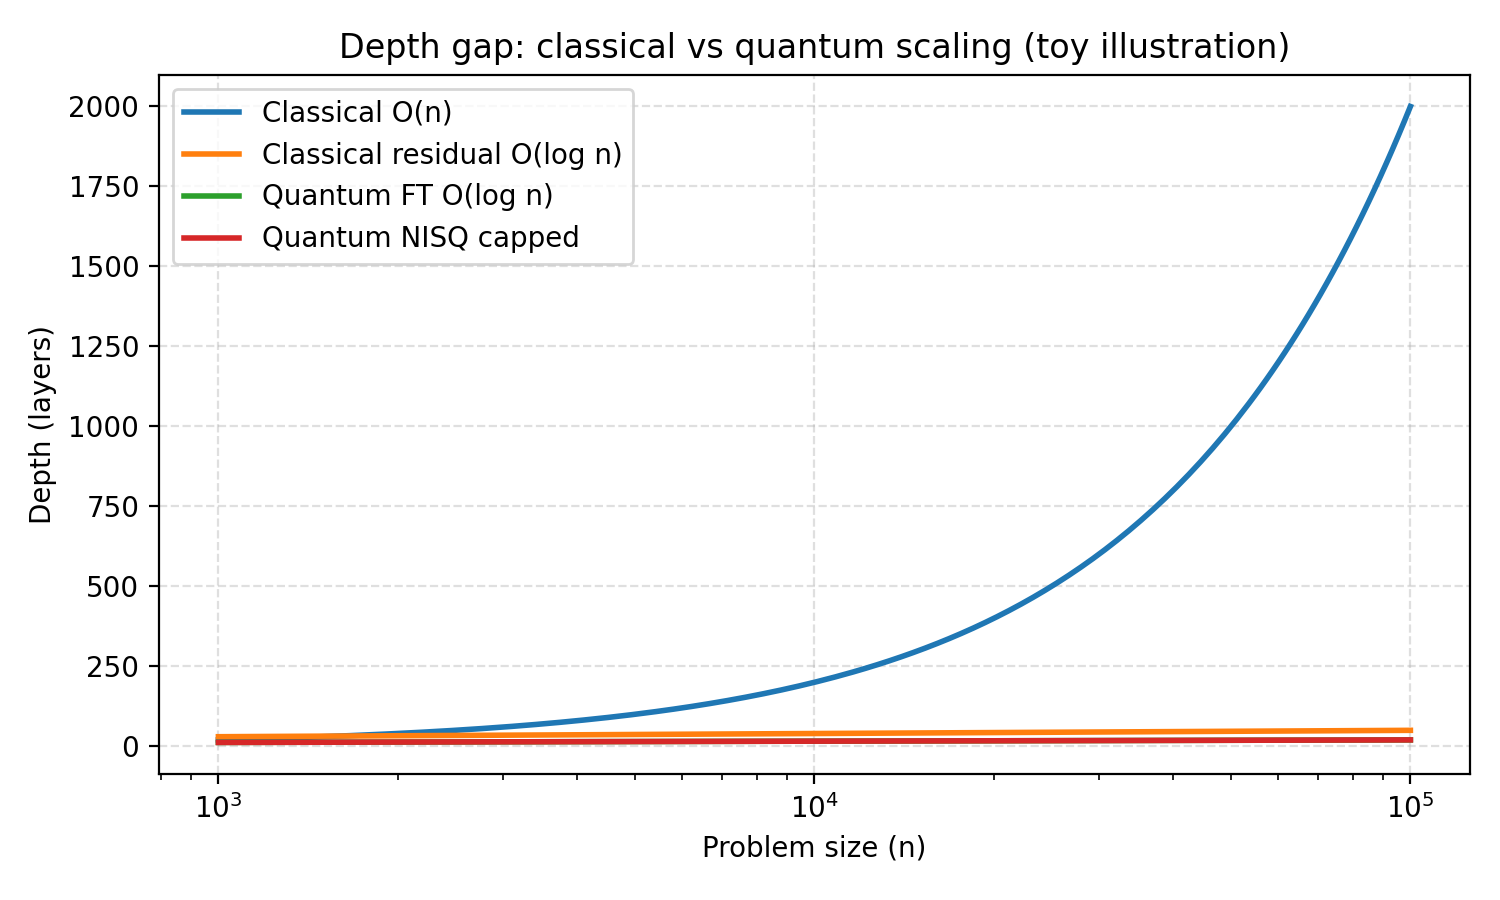 Depth gap: classical vs quantum scaling (toy illustration)
Classical O(n)
Classical residual O(log n)
Quantum FT O(log n)
Quantum NISQ capped
Depth (layers)
2000
1750
1500
1250
1000
750
500
250
0
10³ 10⁴ 10⁵
Problem size (n)